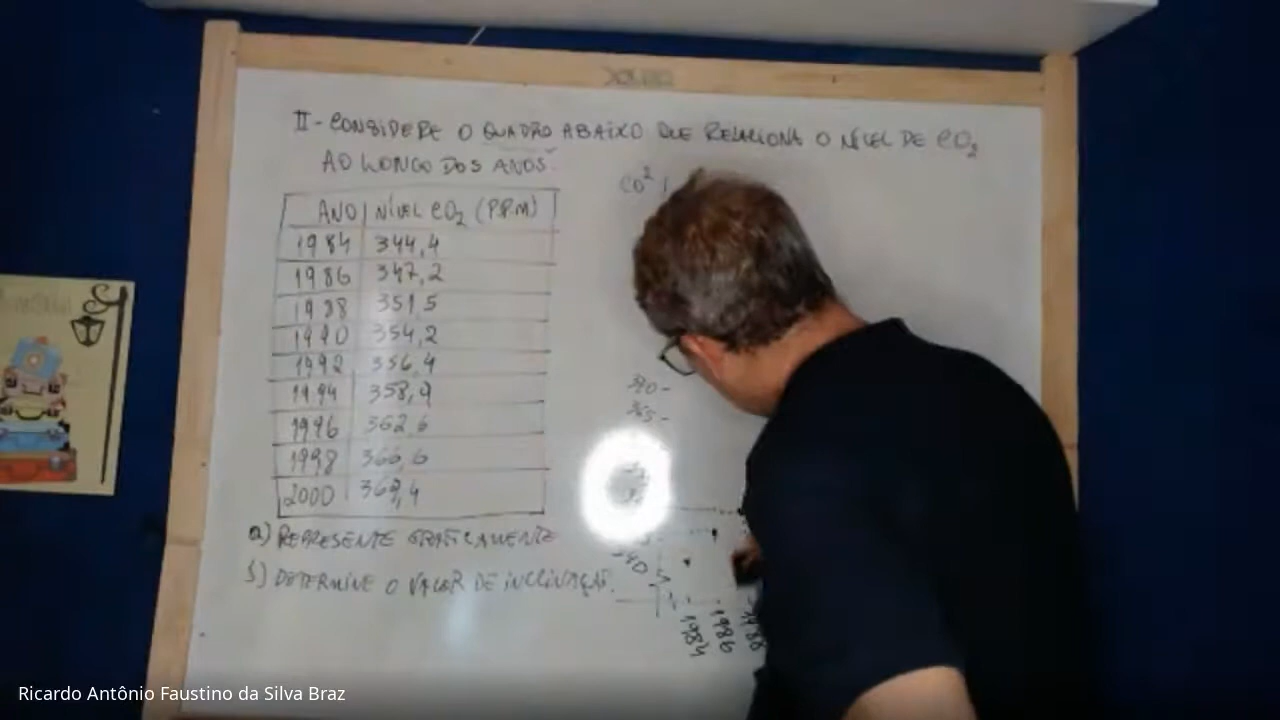 II - CONSIDERE O QUADRO ABAIXO QUE RELACIONA O NÍVEL DE CO₂
AO LONGO DOS ANOS.
ANO NÍVEL CO₂ (P.P.M)
1984 344,4
1986 347,2
1988 351,5
1990 354,2
1992 356,4
1994 358,9
1996 362,6
1998 366,6
2000 369,4
a) REPRESENTE GRAFICAMENTE
b) DETERMINE O VALOR DE INCLINAÇÃO.
CO²
365
1984 1986 1988
Ricardo Antônio Faustino da Silva Braz